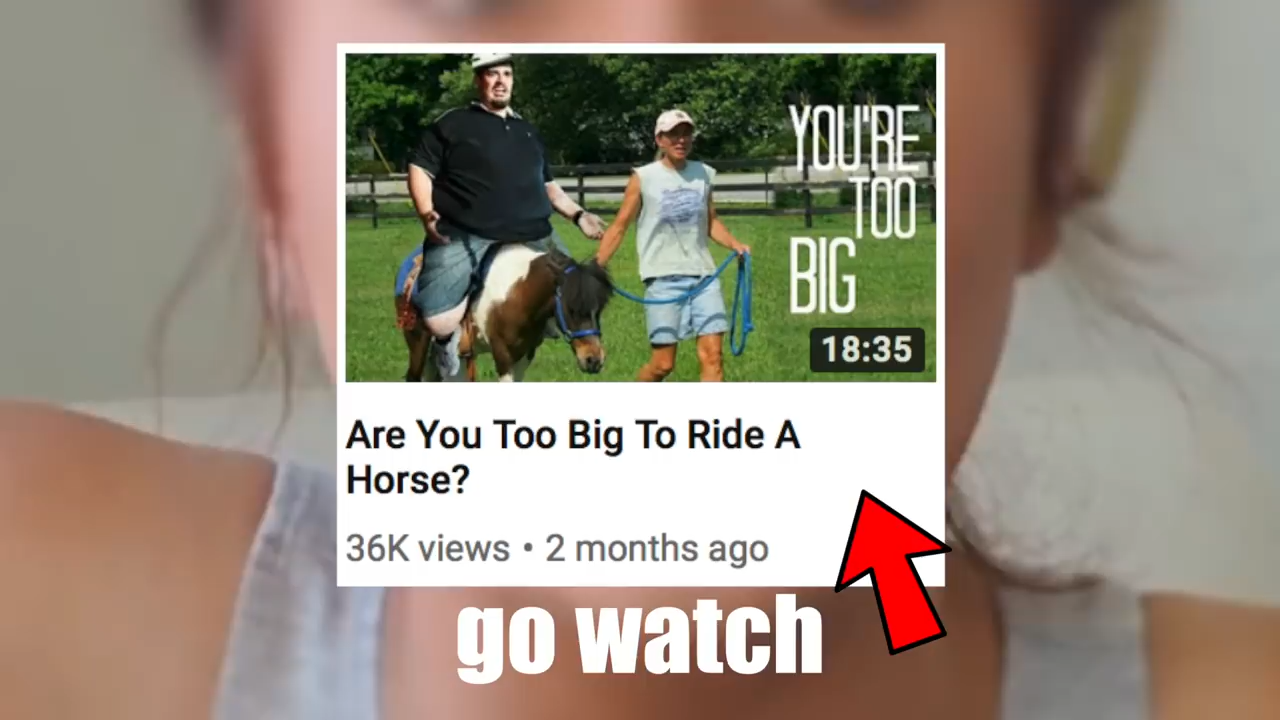 YOU'RE
TOO
BIG
18:35
Are You Too Big To Ride A
Horse?
36K views • 2 months ago
go watch